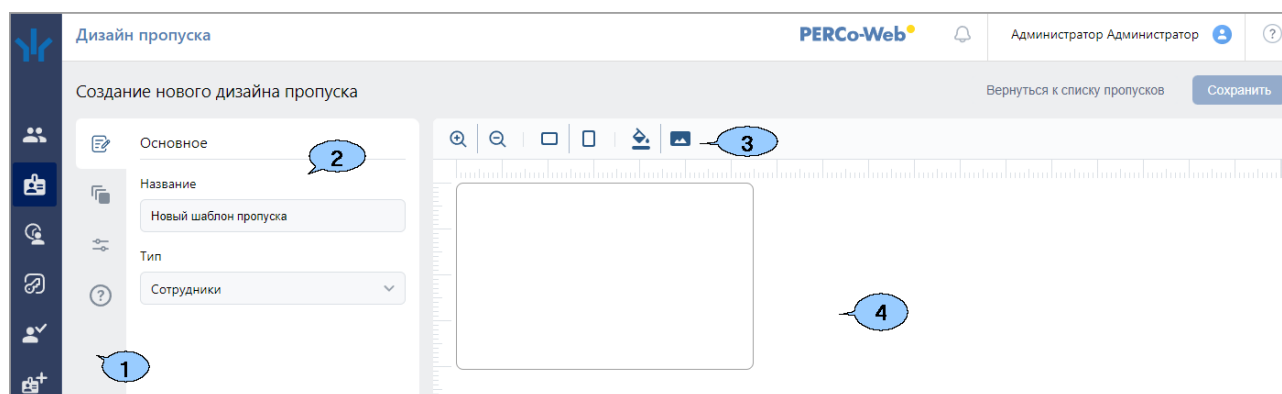 Дизайн пропуска
PERCo-Web
Администратор Администратор
?
Создание нового дизайна пропуска
Вернуться к списку пропусков
Сохранить
Основное
2
3
Название
Новый шаблон пропуска
Тип
Сотрудники
?
4
1